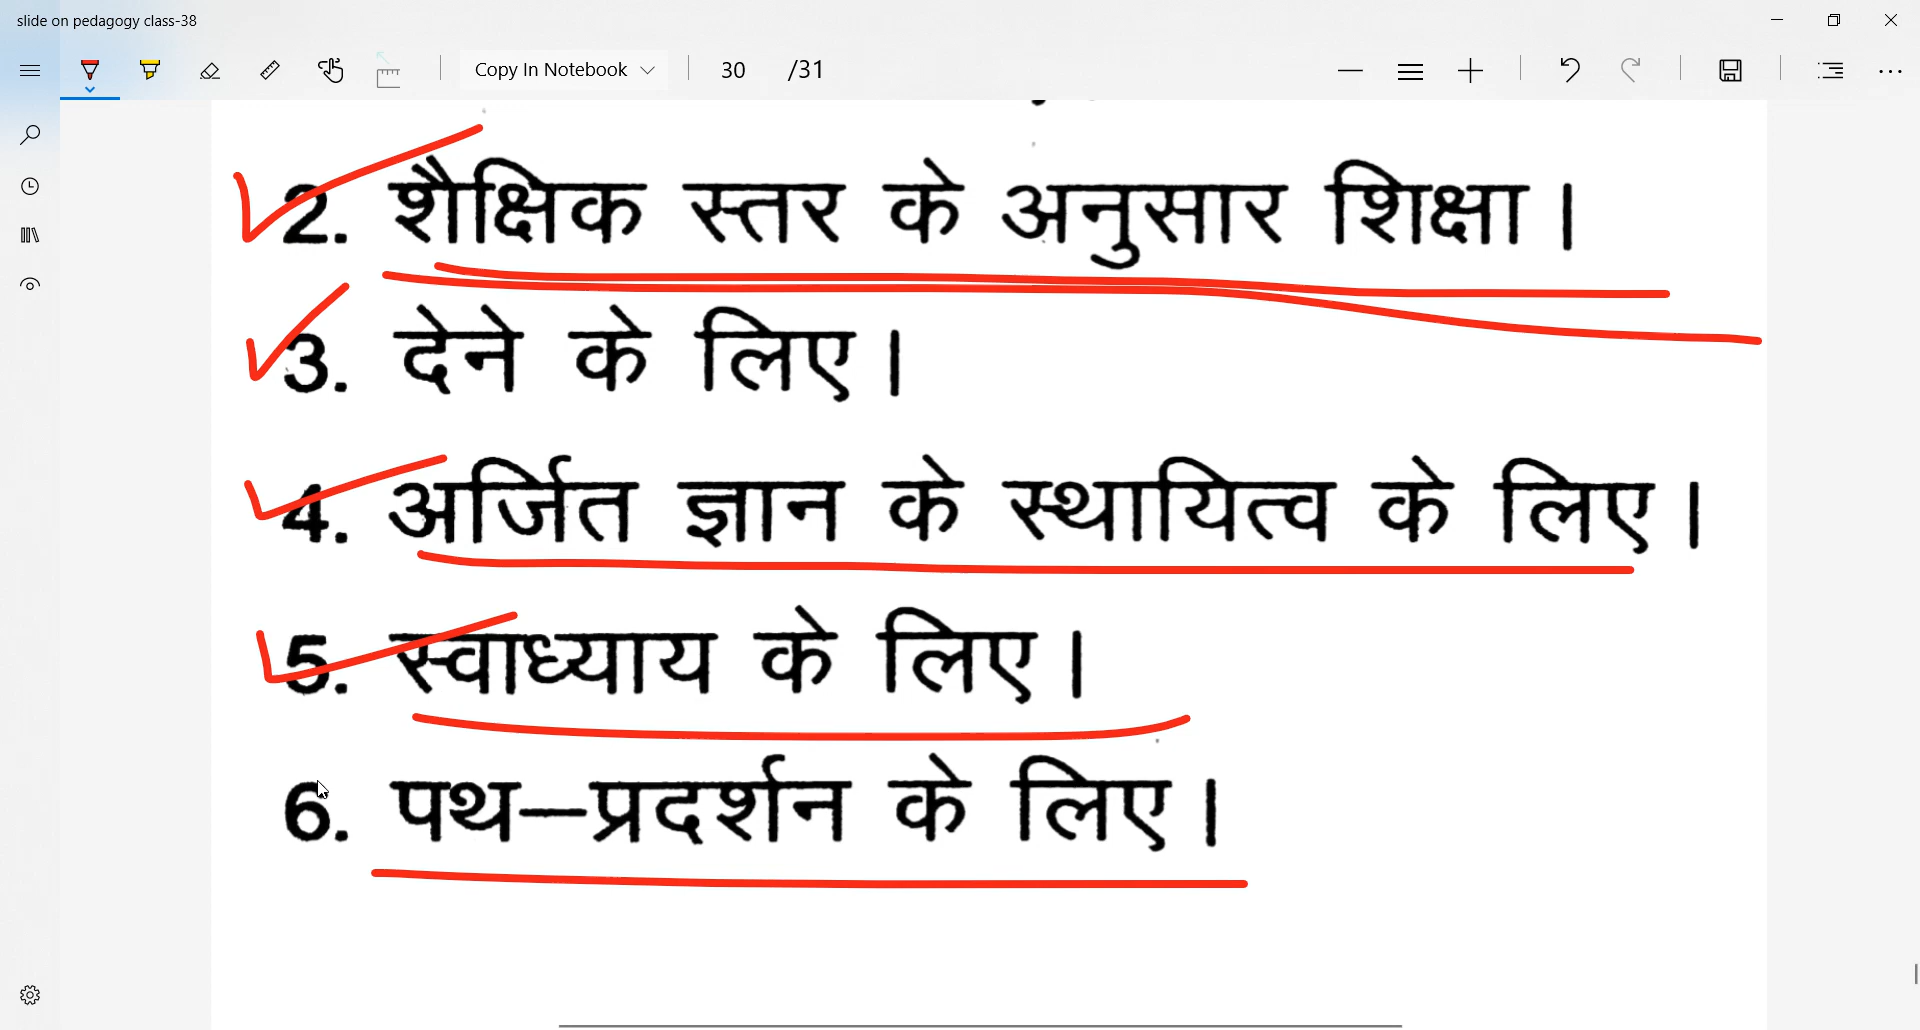 slide on pedagogy class-38
Copy In Notebook 30 /31
2. शैक्षिक स्तर के अनुसार शिक्षा।
3. देने के लिए।
4. अर्जित ज्ञान के स्थायित्व के लिए।
5. स्वाध्याय के लिए।
6. पथ–प्रदर्शन के लिए।